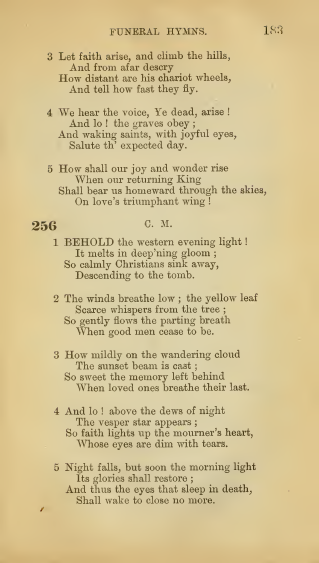 FUNERAL HYMNS. 183
3 Let faith arise, and climb the hills,
And from afar descry
How distant are his chariot wheels,
And tell how fast they fly.
4 We hear the voice, Ye dead, arise !
And lo ! the graves obey ;
And waking saints, with joyful eyes,
Salute th' expected day.
5 How shall our joy and wonder rise
When our returning King
Shall bear us homeward through the skies,
On love's triumphant wing !
256 C. M.
1 BEHOLD the western evening light !
It melts in deep'ning gloom ;
So calmly Christians sink away,
Descending to the tomb.
2 The winds breathe low ; the yellow leaf
Scarce whispers from the tree ;
So gently flows the parting breath
When good men cease to be.
3 How mildly on the wandering cloud
The sunset beam is cast ;
So sweet the memory left behind
When loved ones breathe their last.
4 And lo ! above the dews of night
The vesper star appears ;
So faith lights up the mourner's heart,
Whose eyes are dim with tears.
5 Night falls, but soon the morning light
Its glories shall restore ;
And thus the eyes that sleep in death,
Shall wake to close no more.